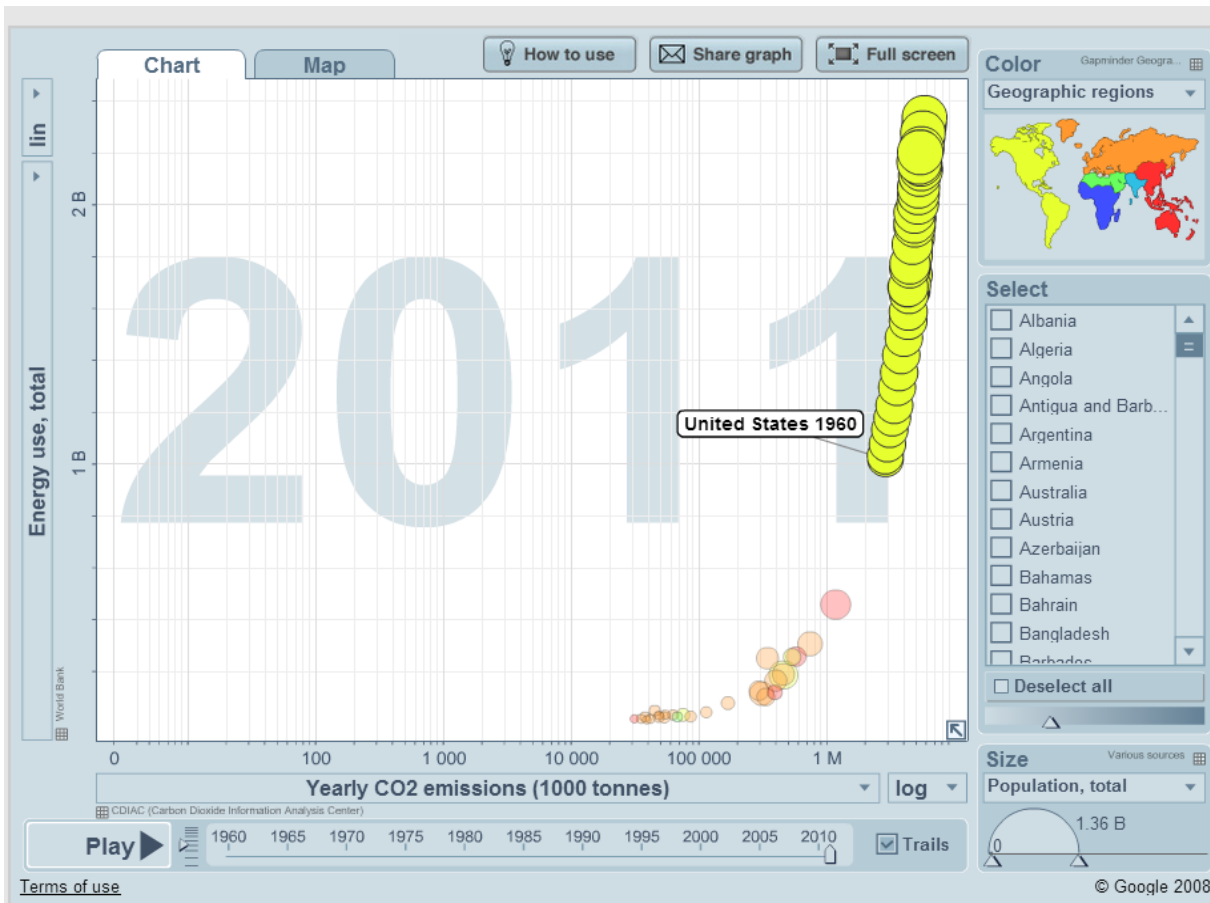 Chart
Map
How to use
Share graph
Full screen
Color
Gapminder Geogra...
Geographic regions
lin
Energy use, total
World Bank
2 B
1 B
2011
United States 1960
Select
Albania
Algeria
Angola
Antigua and Barb...
Argentina
Armenia
Australia
Austria
Azerbaijan
Bahamas
Bahrain
Bangladesh
Barbados
Deselect all
0 100 1 000 10 000 100 000 1 M
Yearly CO2 emissions (1000 tonnes)
log
CDIAC (Carbon Dioxide Information Analysis Center)
Size
Various sources
Population, total
1.36 B
0
Play
1960 1965 1970 1975 1980 1985 1990 1995 2000 2005 2010
Trails
Terms of use
© Google 2008